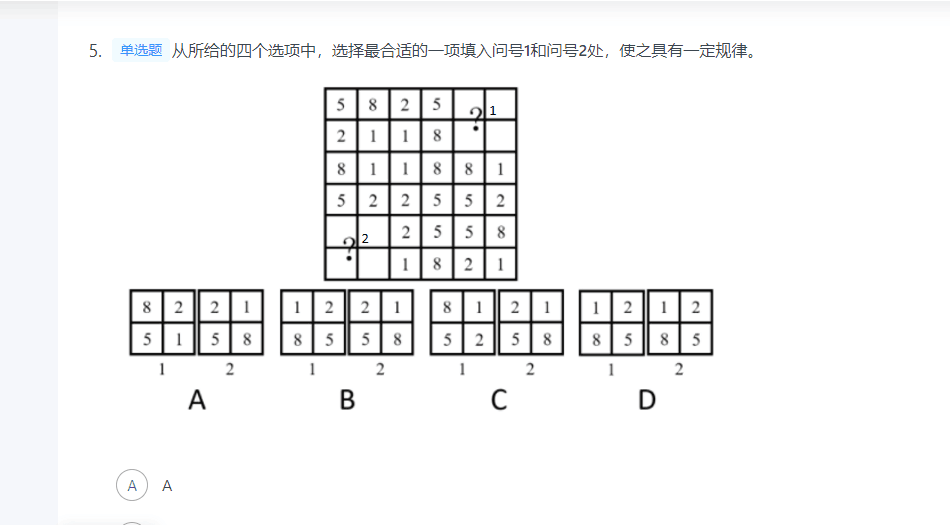 5. 单选题 从所给的四个选项中，选择最合适的一项填入问号1和问号2处，使之具有一定规律。
5 8 2 5 ? 1
2 1 1 8
8 1 1 8 8 1
5 2 2 5 5 2
? 2 2 5 5 8
1 8 2 1
8 2 2 1 1 2 2 1 8 1 2 1 1 2 1 2
5 1 5 8 8 5 5 8 5 2 5 8 8 5 8 5
1 2 1 2 1 2 1 2
A B C D
A A